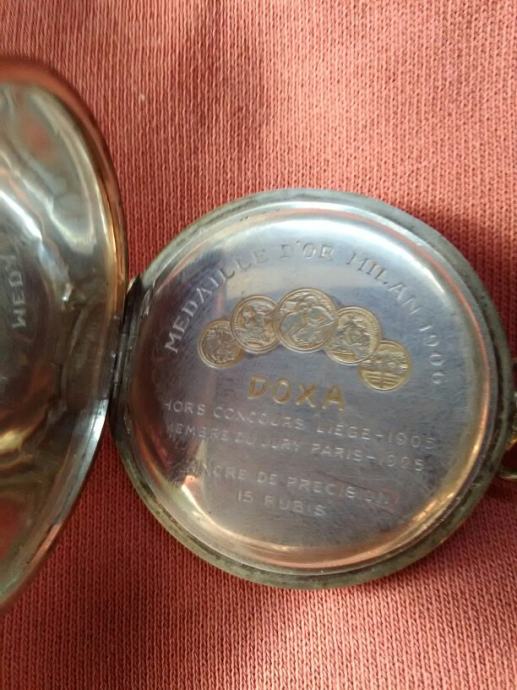 MEDAILLE D'OR MILAN 1906
DOXA
HORS CONCOURS LIEGE-1905
MEMBRE DU JURY PARIS-1905
ANCRE DE PRECISION
15 RUBIS